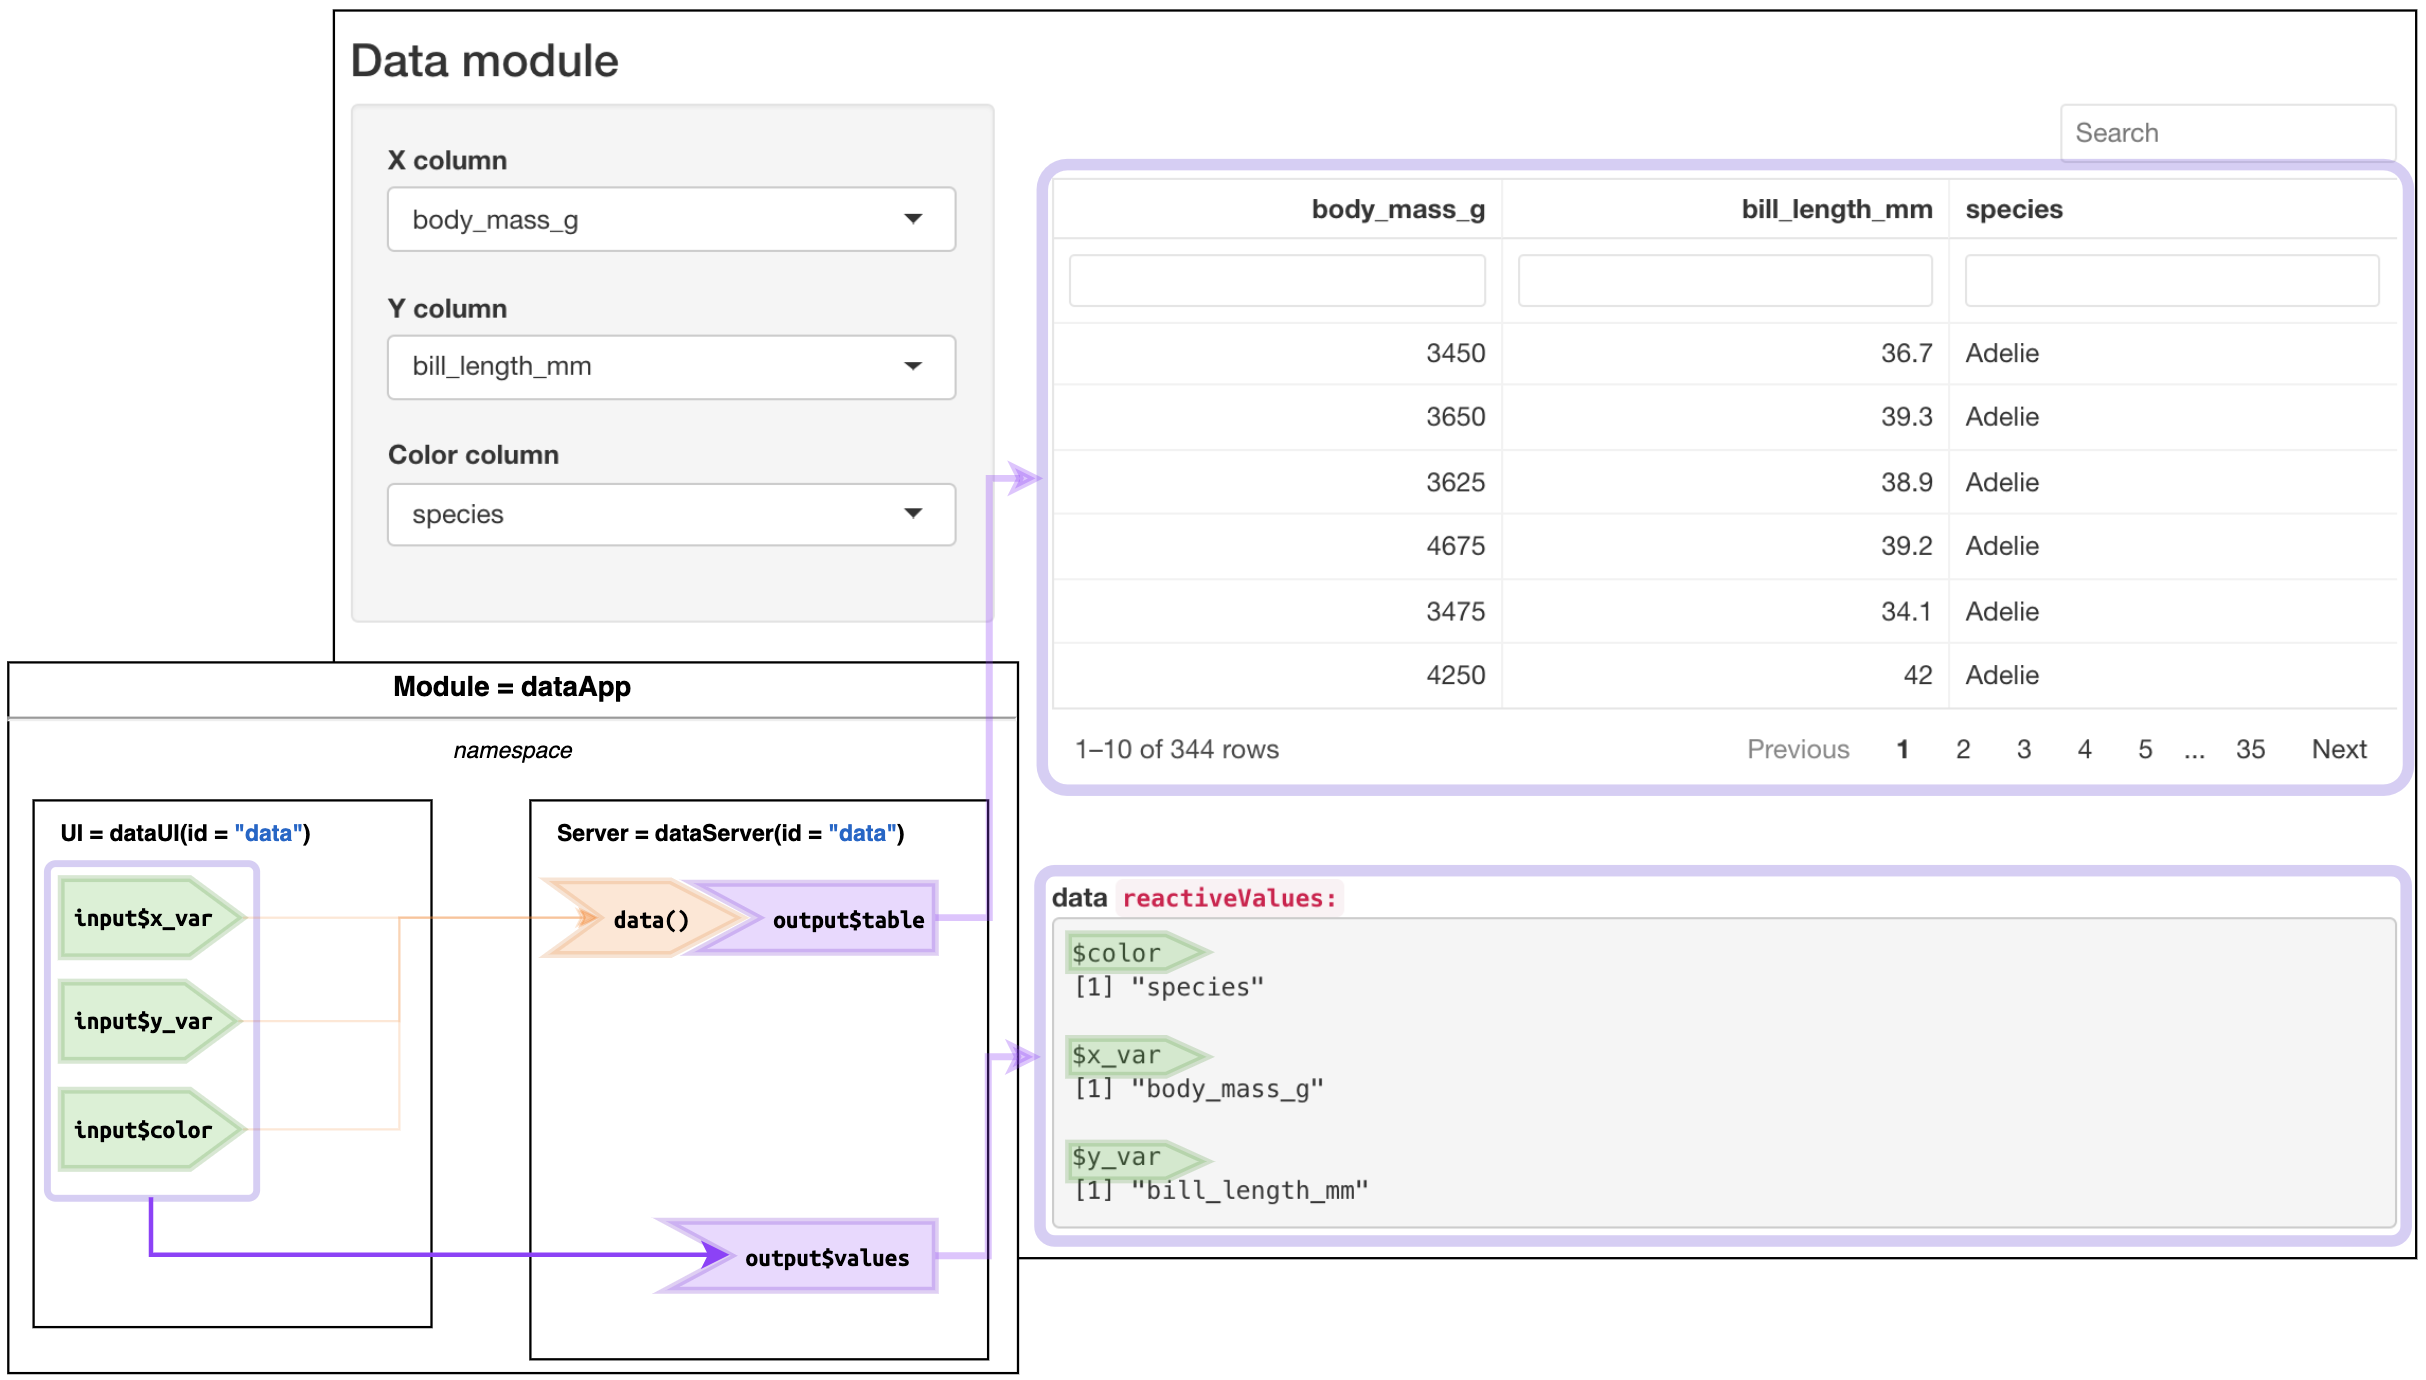 Data module
X column
body_mass_g
Y column
bill_length_mm
Color column
species
Search
body_mass_g bill_length_mm species
3450 36.7 Adelie
3650 39.3 Adelie
3625 38.9 Adelie
4675 39.2 Adelie
3475 34.1 Adelie
4250 42 Adelie
1–10 of 344 rows Previous 1 2 3 4 5 ... 35 Next
Module = dataApp
namespace
UI = dataUI(id = "data")
input$x_var
input$y_var
input$color
Server = dataServer(id = "data")
data() output$table
output$values
data reactiveValues:
$color
[1] "species"
$x_var
[1] "body_mass_g"
$y_var
[1] "bill_length_mm"